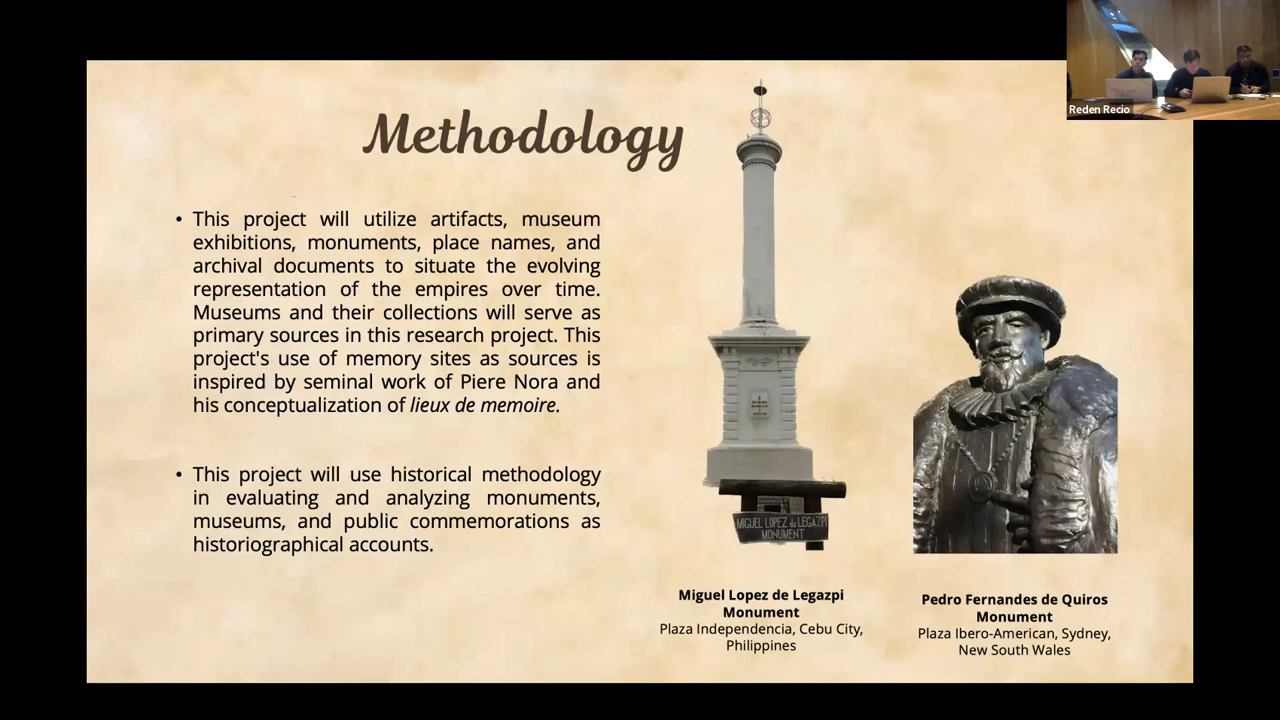 Methodology
• This project will utilize artifacts, museum
exhibitions, monuments, place names, and
archival documents to situate the evolving
representation of the empires over time.
Museums and their collections will serve as
primary sources in this research project. This
project's use of memory sites as sources is
inspired by seminal work of Piere Nora and
his conceptualization of lieux de memoire.
• This project will use historical methodology
in evaluating and analyzing monuments,
museums, and public commemorations as
historiographical accounts.
MIGUEL LOPEZ de LEGAZPI
MONUMENT
Miguel Lopez de Legazpi
Monument
Plaza Independencia, Cebu City,
Philippines
Pedro Fernandes de Quiros
Monument
Plaza Ibero-American, Sydney,
New South Wales
Reden Recio